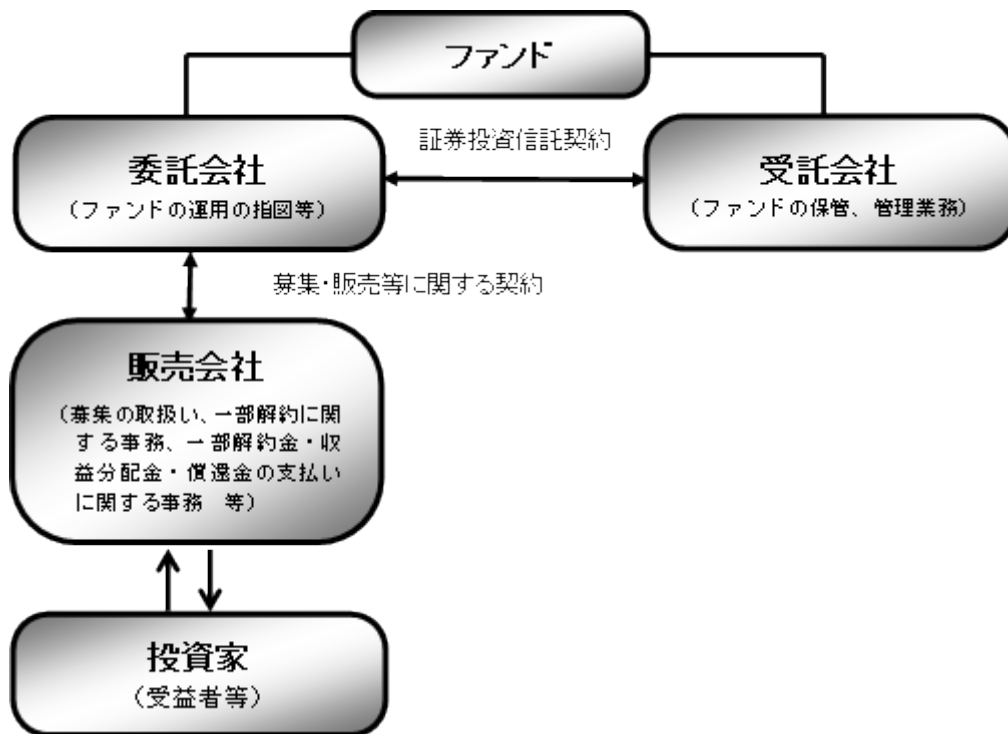 ファンド
証券投資信託契約
委託会社
(ファンドの運用の指図等)
受託会社
(ファンドの保管、管理業務)
募集・販売等に関する契約
販売会社
(募集の取扱い、一部解約に関
する事務、一部解約金・収
益分配金・償還金の支払い
に関する事務　等)
投資家
(受益者等)